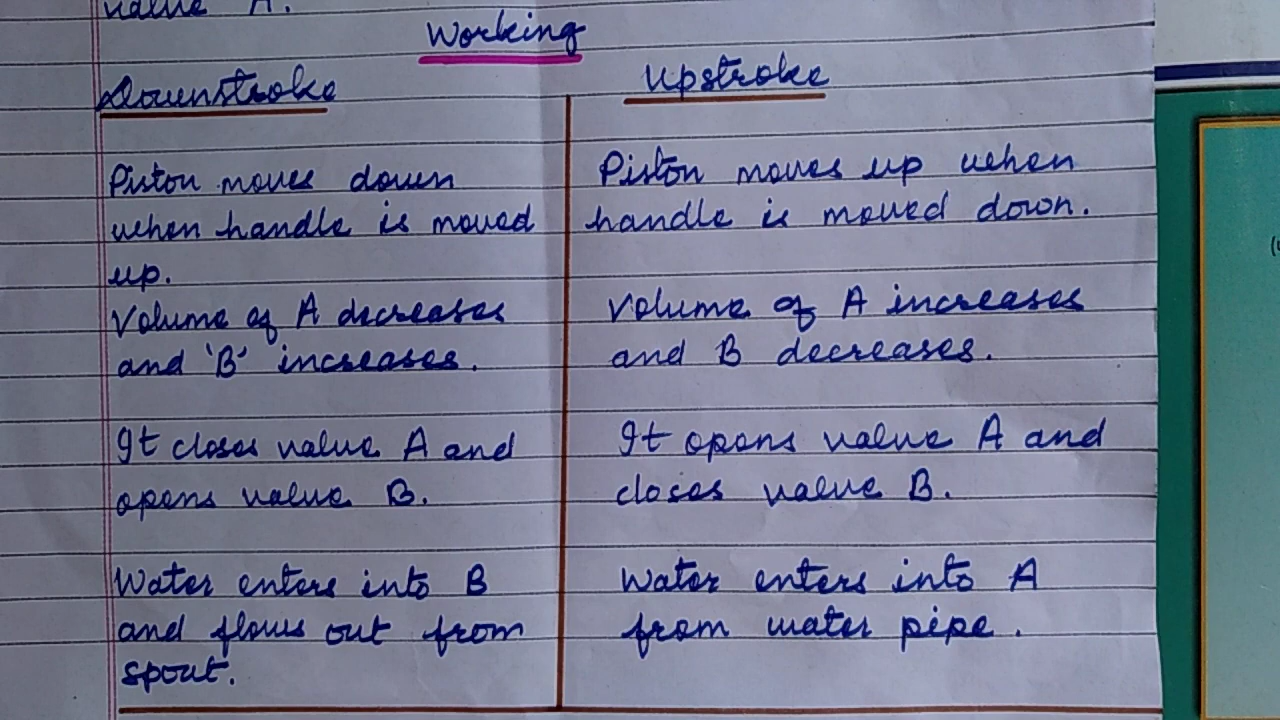 valve A.
Working
Downstroke
Upstroke
Piston moves down
when handle is moved
up.
Volume of A decreases
and 'B' increases.
It closes valve A and
opens valve B.
Water enters into B
and flows out from
spout.
Piston moves up when
handle is moved down.
Volume of A increases
and B decreases.
It opens valve A and
closes valve B.
Water enters into A
from water pipe.